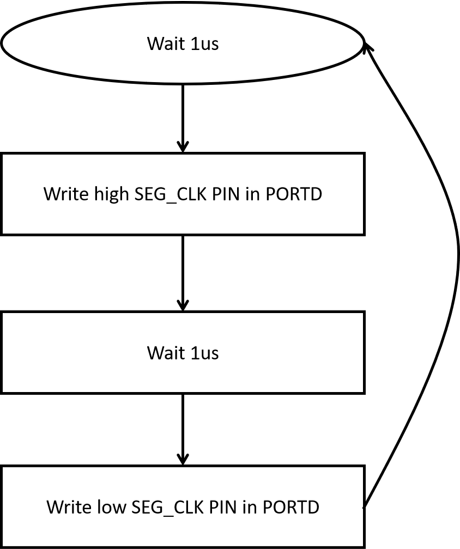 Wait 1us
Write high SEG_CLK PIN in PORTD
Wait 1us
Write low SEG_CLK PIN in PORTD